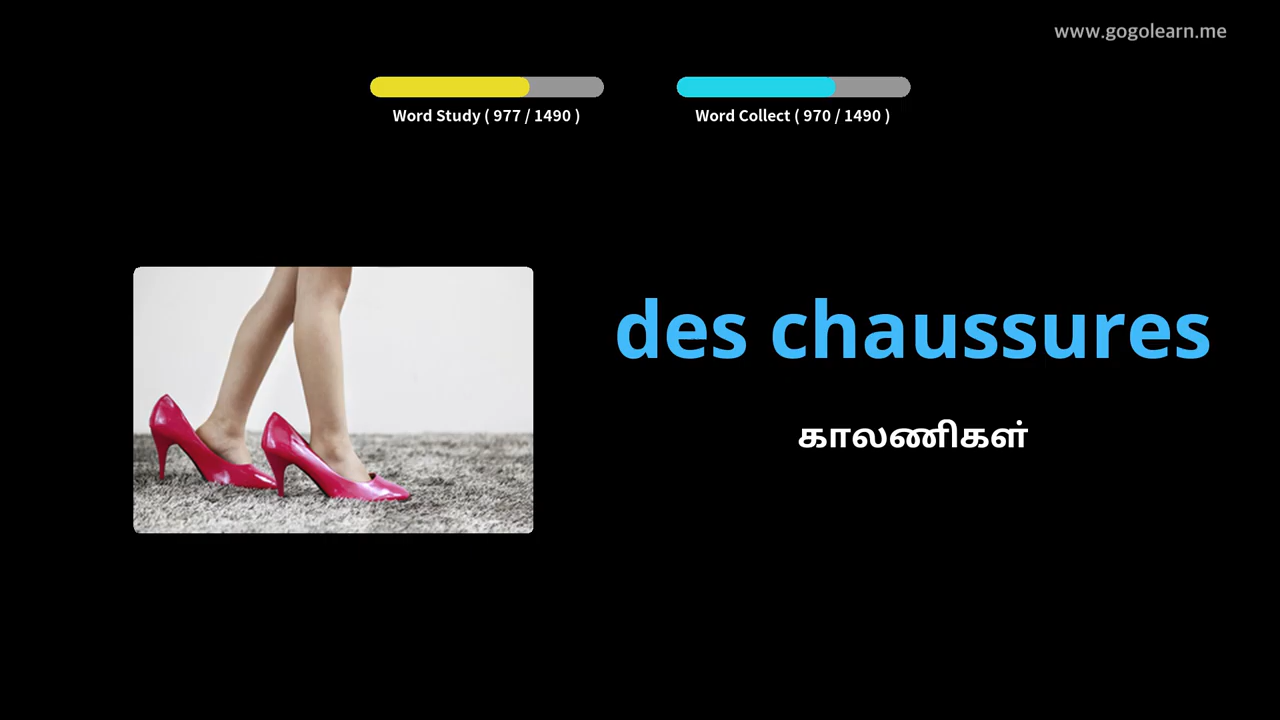 www.gogolearn.me
Word Study ( 977 / 1490 )
Word Collect ( 970 / 1490 )
des chaussures
காலணிகள்